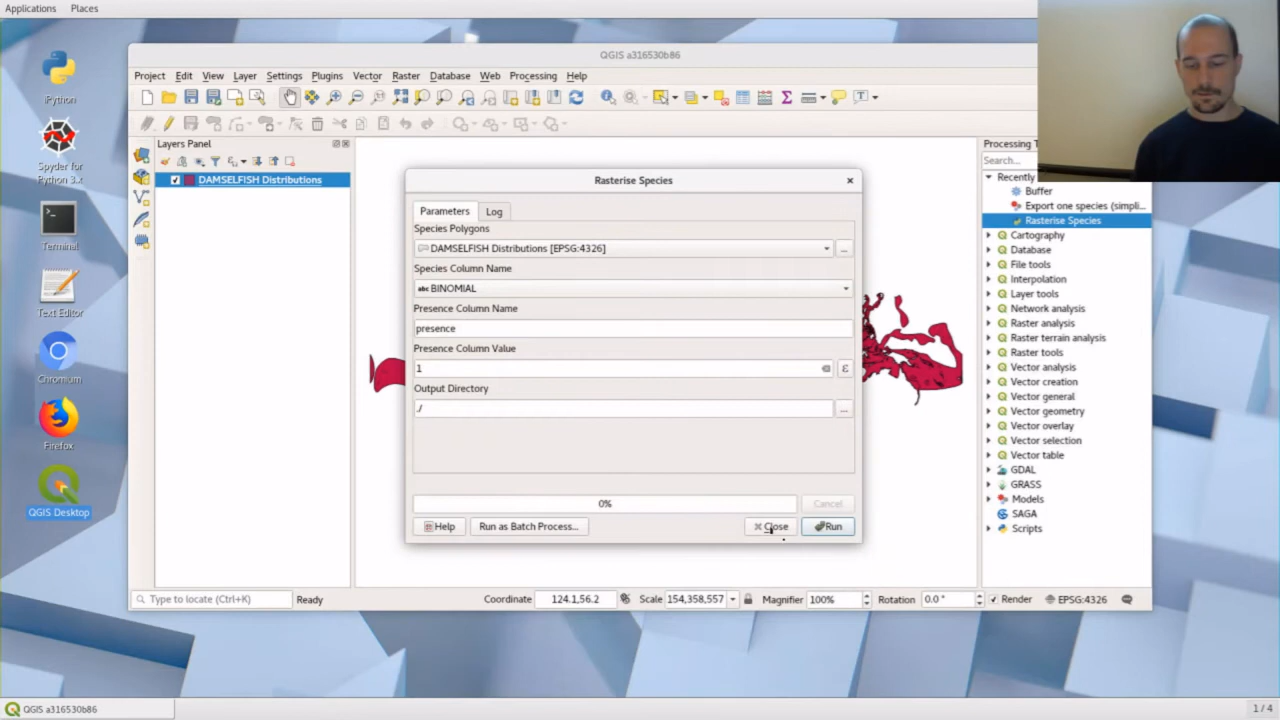 Applications Places
QGIS a316530b86
Project Edit View Layer Settings Plugins Vector Raster Database Web Processing Help
Layers Panel
DAMSELFISH Distributions
iPython
Spyder for
Python 3.x
Terminal
Text Editor
Chromium
Firefox
QGIS Desktop
Rasterise Species
Parameters Log
Species Polygons
DAMSELFISH Distributions [EPSG:4326]
Species Column Name
abc BINOMIAL
Presence Column Name
presence
Presence Column Value
1
ε
Output Directory
./
...
0% Cancel
Help Run as Batch Process... Close Run
Processing T
Search...
Recently
Buffer
Export one species (simpli...
Rasterise Species
Cartography
Database
File tools
Interpolation
Layer tools
Network analysis
Raster analysis
Raster terrain analysis
Raster tools
Vector analysis
Vector creation
Vector general
Vector geometry
Vector overlay
Vector selection
Vector table
GDAL
GRASS
Models
SAGA
Scripts
Type to locate (Ctrl+K) Ready Coordinate 124.1,56.2 Scale 154,358,557 Magnifier 100% Rotation 0.0 ° Render EPSG:4326
QGIS a316530b86 1 / 4